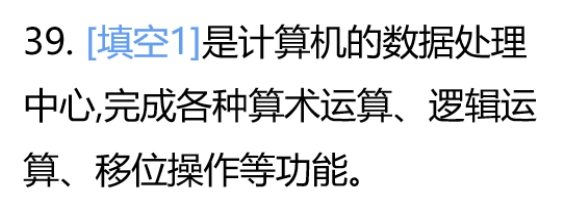 39. [填空1]是计算机的数据处理
中心,完成各种算术运算、逻辑运
算、移位操作等功能。